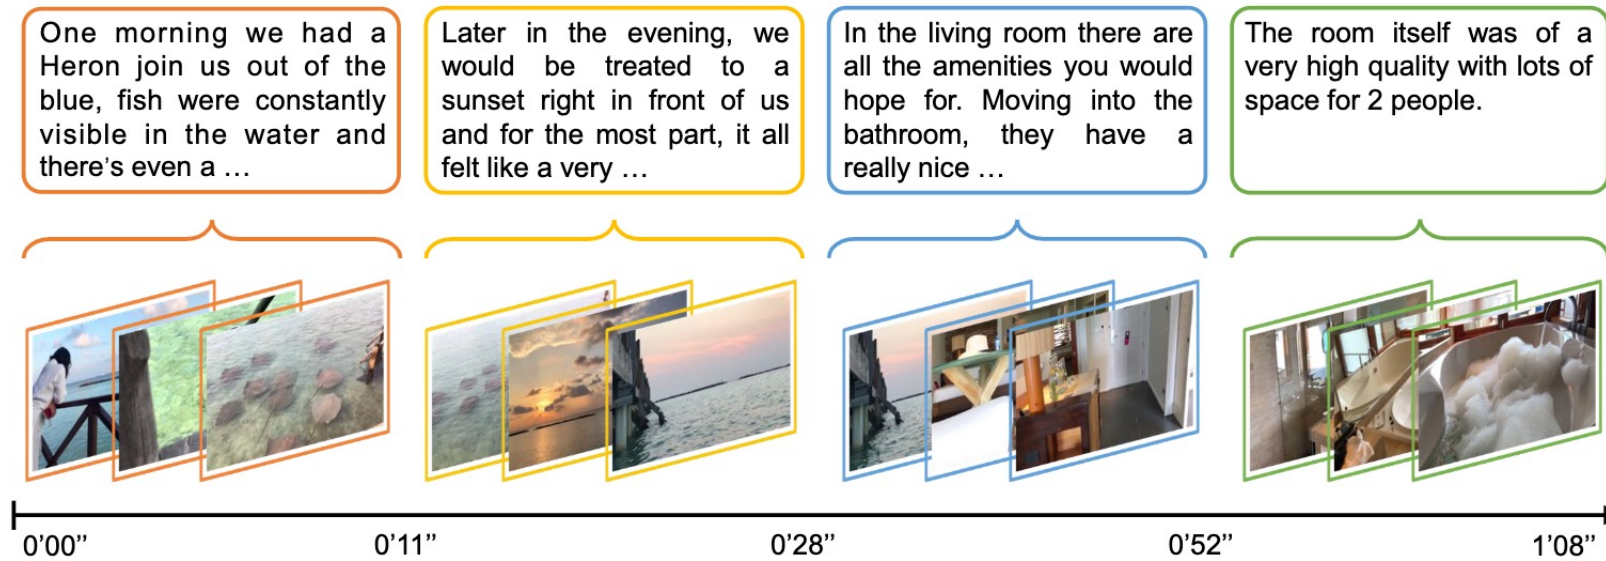 One morning we had a
Heron join us out of the
blue, fish were constantly
visible in the water and
there's even a …
Later in the evening, we
would be treated to a
sunset right in front of us
and for the most part, it all
felt like a very …
In the living room there are
all the amenities you would
hope for. Moving into the
bathroom, they have a
really nice …
The room itself was of a
very high quality with lots of
space for 2 people.
0'00”
0'11”
0'28”
0'52”
1'08”